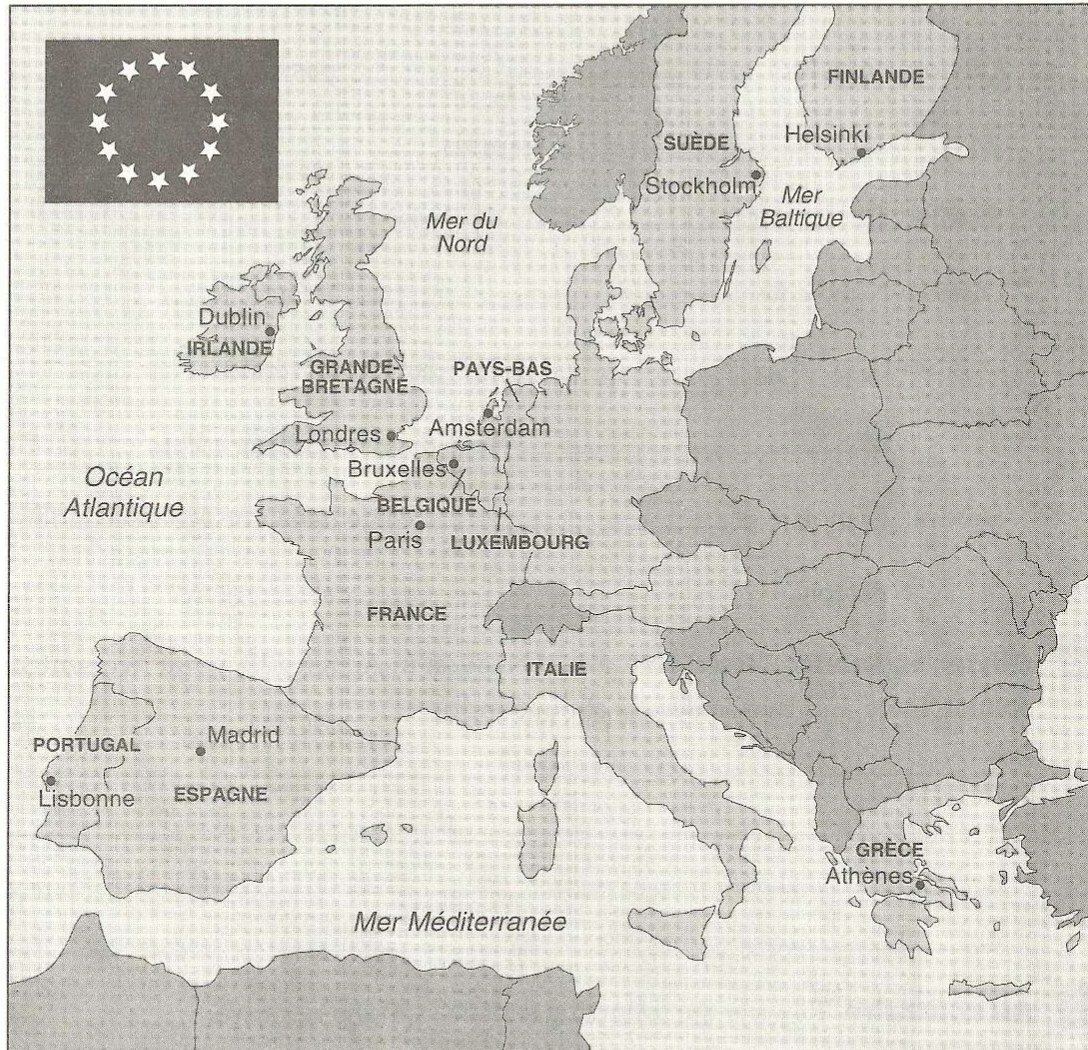 FINLANDE
Helsinki
SUÈDE
Stockholm
Mer
Baltique
Mer du
Nord
Dublin
IRLANDE
GRANDE-
BRETAGNE
PAYS-BAS
Amsterdam
Londres
Bruxelles
Océan
Atlantique
BELGIQUE
Paris
LUXEMBOURG
FRANCE
ITALIE
PORTUGAL
Madrid
Lisbonne
ESPAGNE
GRÈCE
Athènes
Mer Méditerranée